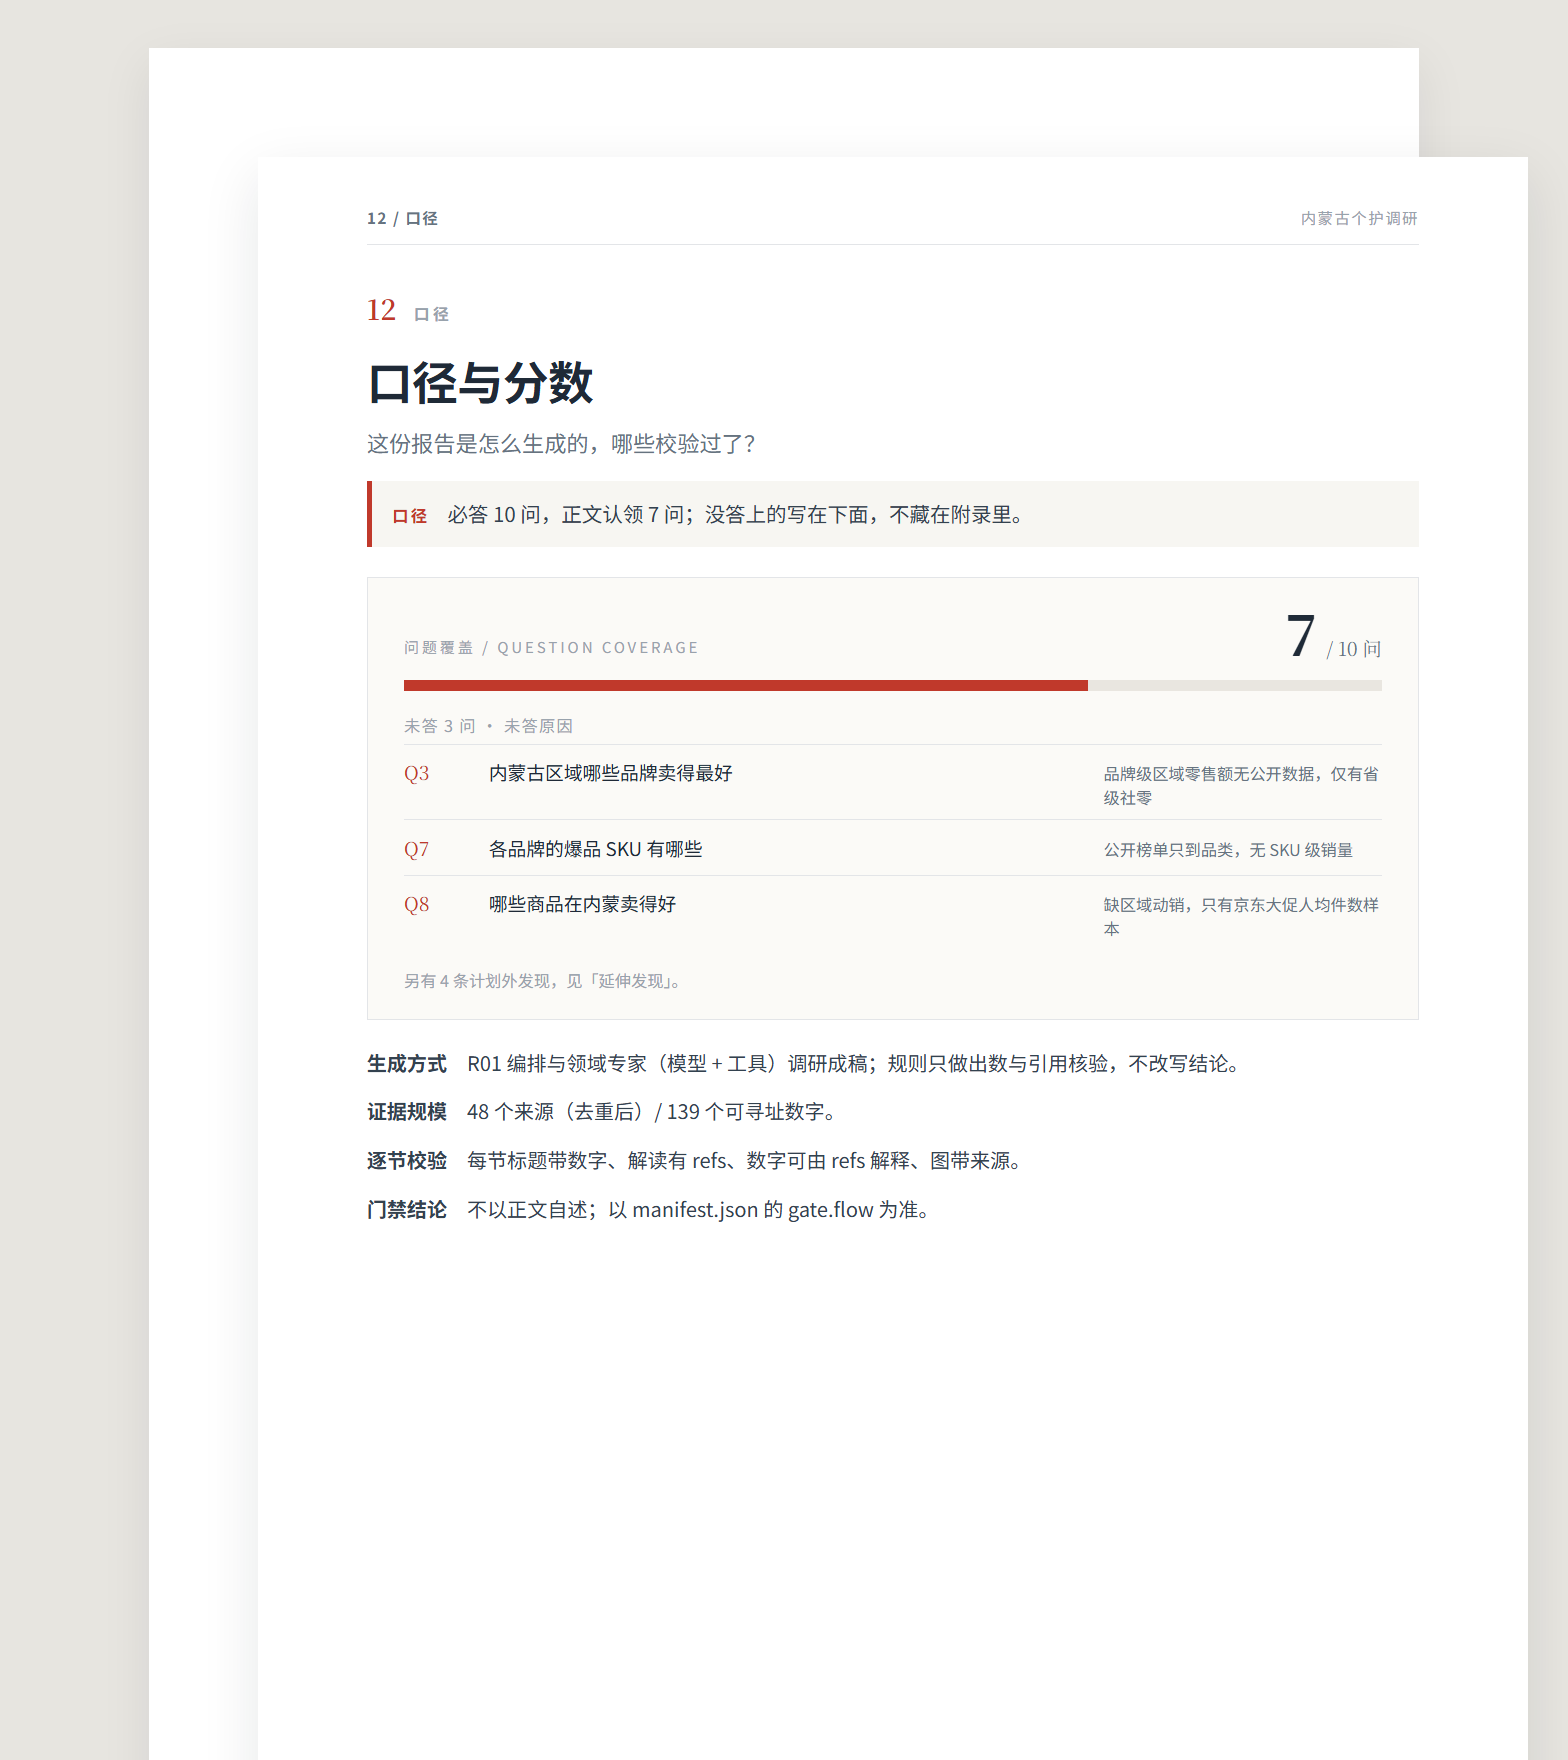 12 / 口径
内蒙古个护调研
12 口径
口径与分数
这份报告是怎么生成的，哪些校验过了？
口径 必答 10 问，正文认领 7 问；没答上的写在下面，不藏在附录里。
问题覆盖 / QUESTION COVERAGE
7 / 10 问
未答 3 问 · 未答原因
Q3 内蒙古区域哪些品牌卖得最好
品牌级区域零售额无公开数据，仅有省
级社零
Q7 各品牌的爆品 SKU 有哪些
公开榜单只到品类，无 SKU 级销量
Q8 哪些商品在内蒙卖得好
缺区域动销，只有京东大促人均件数样
本
另有 4 条计划外发现，见「延伸发现」。
生成方式 R01 编排与领域专家（模型 + 工具）调研成稿；规则只做出数与引用核验，不改写结论。
证据规模 48 个来源（去重后）/ 139 个可寻址数字。
逐节校验 每节标题带数字、解读有 refs、数字可由 refs 解释、图带来源。
门禁结论 不以正文自述；以 manifest.json 的 gate.flow 为准。